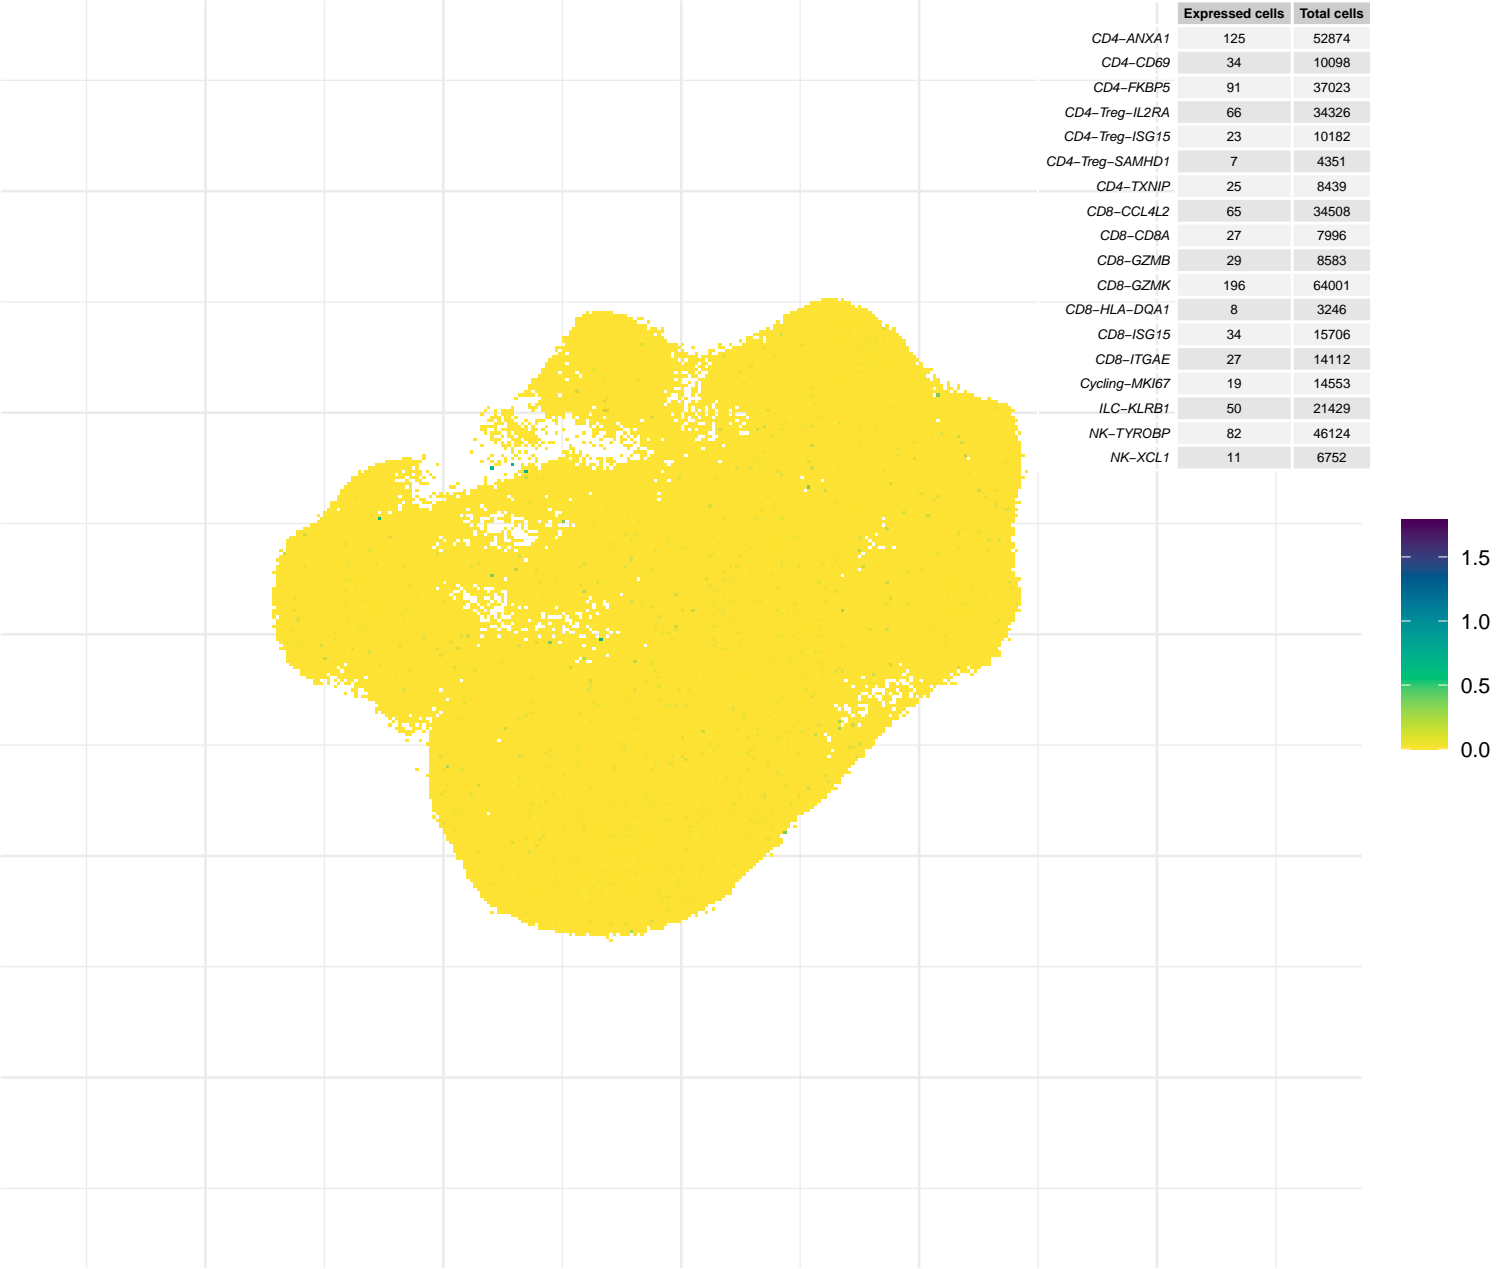 Expressed cells Total cells
CD4−ANXA1 125 52874
CD4−CD69 34 10098
CD4−FKBP5 91 37023
CD4−Treg−IL2RA 66 34326
CD4−Treg−ISG15 23 10182
CD4−Treg−SAMHD1 7 4351
CD4−TXNIP 25 8439
CD8−CCL4L2 65 34508
CD8−CD8A 27 7996
CD8−GZMB 29 8583
CD8−GZMK 196 64001
CD8−HLA−DQA1 8 3246
CD8−ISG15 34 15706
CD8−ITGAE 27 14112
Cycling−MKI67 19 14553
ILC−KLRB1 50 21429
NK−TYROBP 82 46124
NK−XCL1 11 6752
1.5
1.0
0.5
0.0